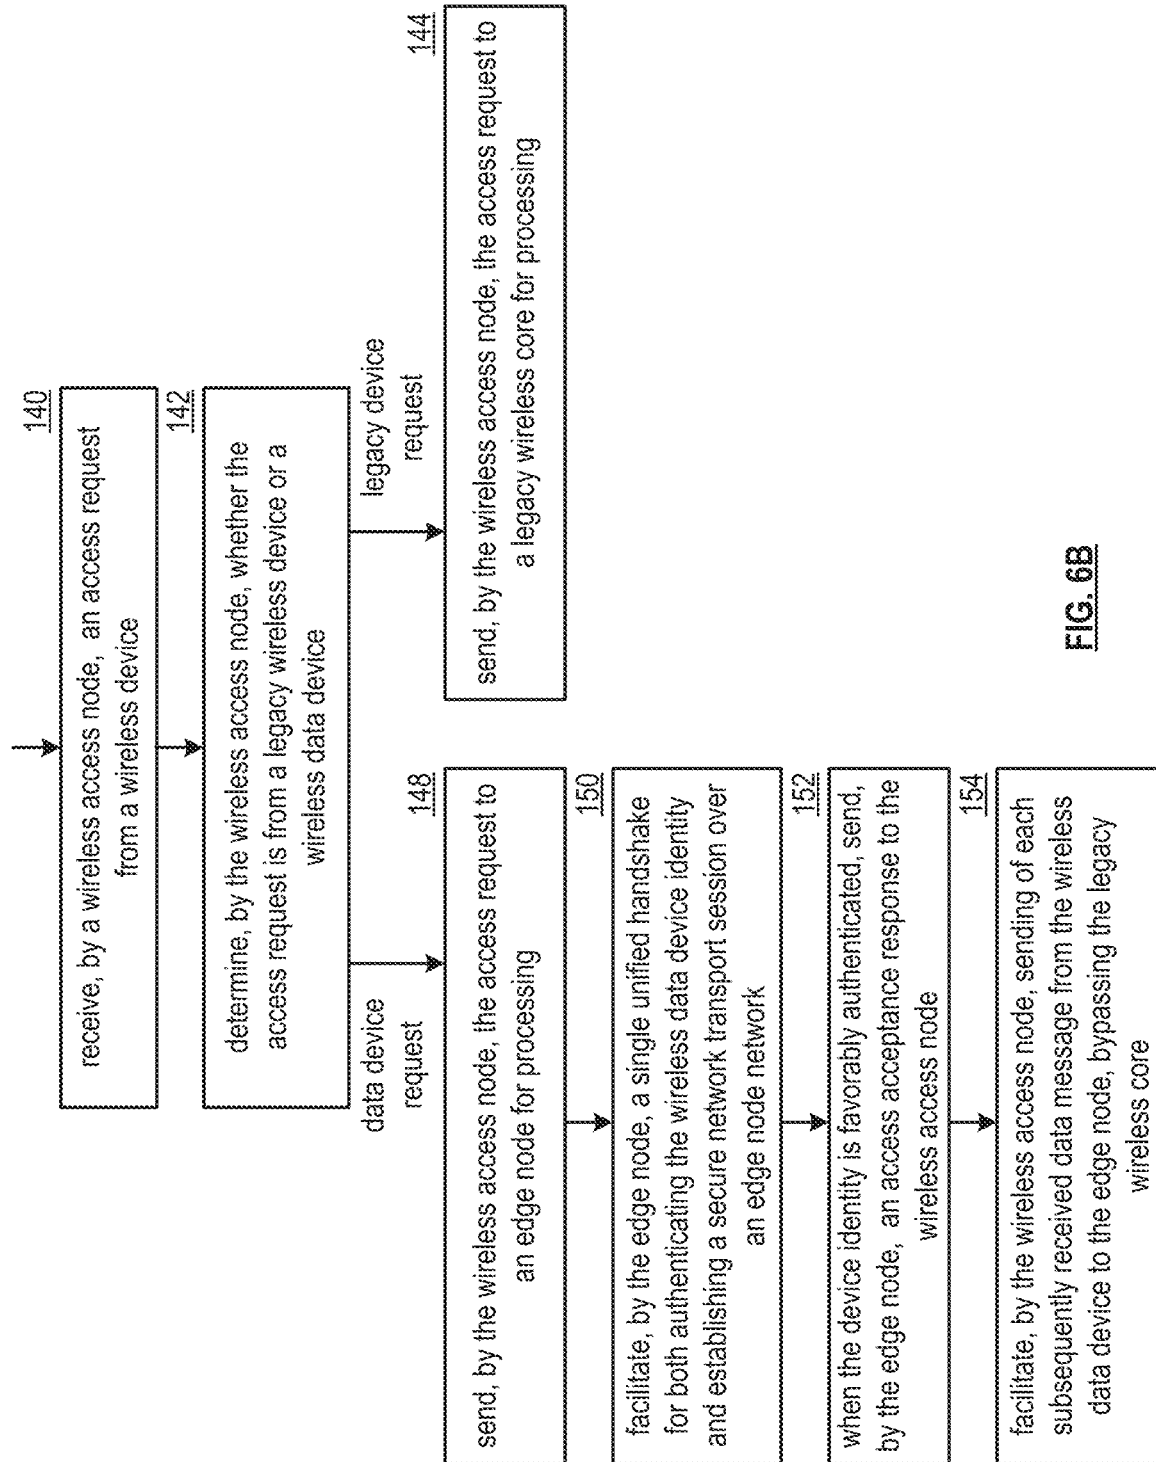 140
receive, by a wireless access node, an access request
from a wireless device
142
determine, by the wireless access node, whether the
access request is from a legacy wireless device or a
wireless data device
data device
request
legacy device
request
144
send, by the wireless access node, the access request to
a legacy wireless core for processing
148
send, by the wireless access node, the access request to
an edge node for processing
150
facilitate, by the edge node, a single unified handshake
for both authenticating the wireless data device identity
and establishing a secure network transport session over
an edge node network
152
when the device identity is favorably authenticated, send,
by the edge node, an access acceptance response to the
wireless access node
154
facilitate, by the wireless access node, sending of each
subsequently received data message from the wireless
data device to the edge node, bypassing the legacy
wireless core
FIG. 6B